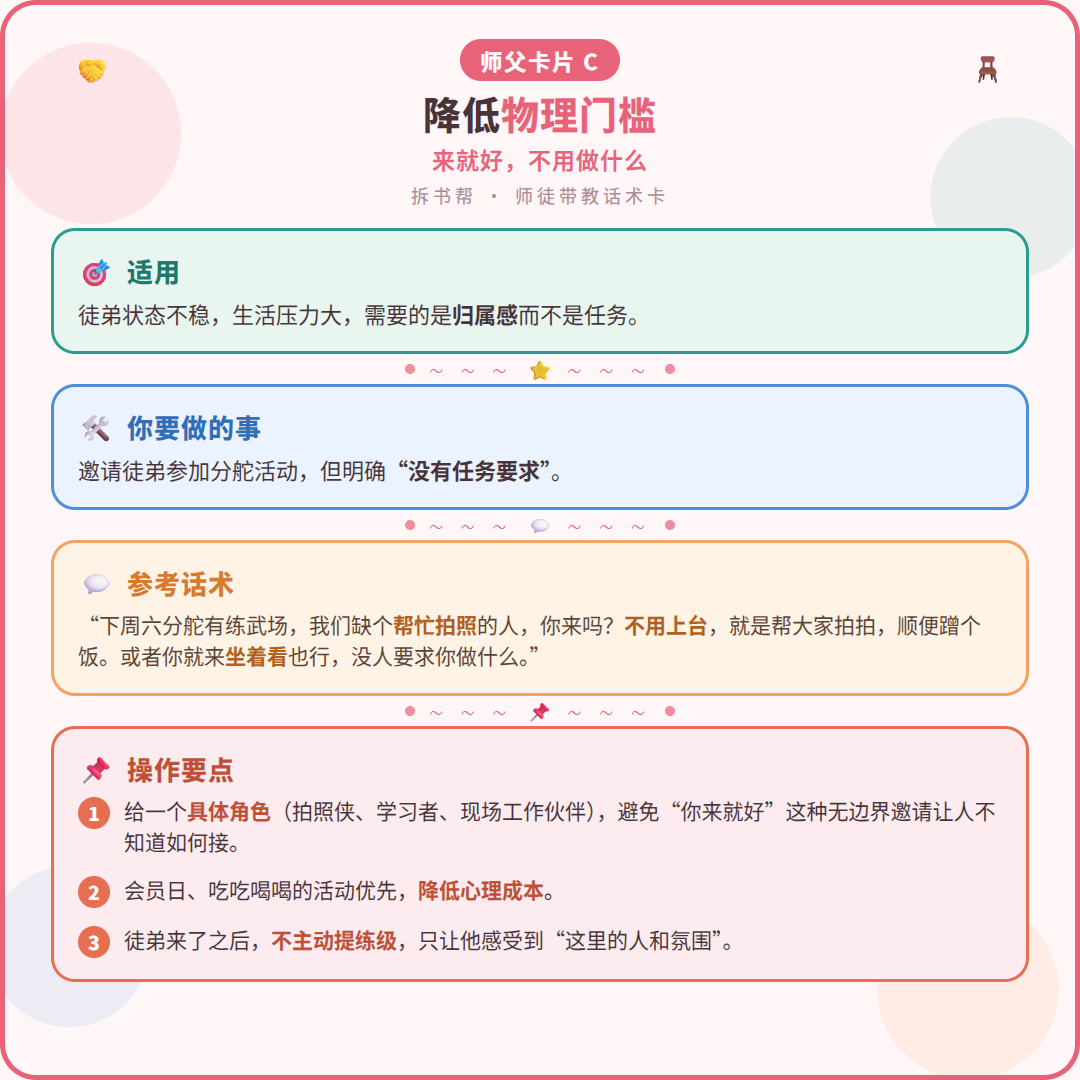 师父卡片 C
降低物理门槛
来就好，不用做什么
拆书帮 · 师徒带教话术卡
适用
徒弟状态不稳，生活压力大，需要的是归属感而不是任务。
你要做的事
邀请徒弟参加分舵活动，但明确“没有任务要求”。
参考话术
“下周六分舵有练武场，我们缺个帮忙拍照的人，你来吗？不用上台，就是帮大家拍拍，顺便蹭个
饭。或者你就来坐着看也行，没人要求你做什么。”
操作要点
1 给一个具体角色（拍照侠、学习者、现场工作伙伴），避免“你来就好”这种无边界邀请让人不
知道如何接。
2 会员日、吃吃喝喝的活动优先，降低心理成本。
3 徒弟来了之后，不主动提练级，只让他感受到“这里的人和氛围”。